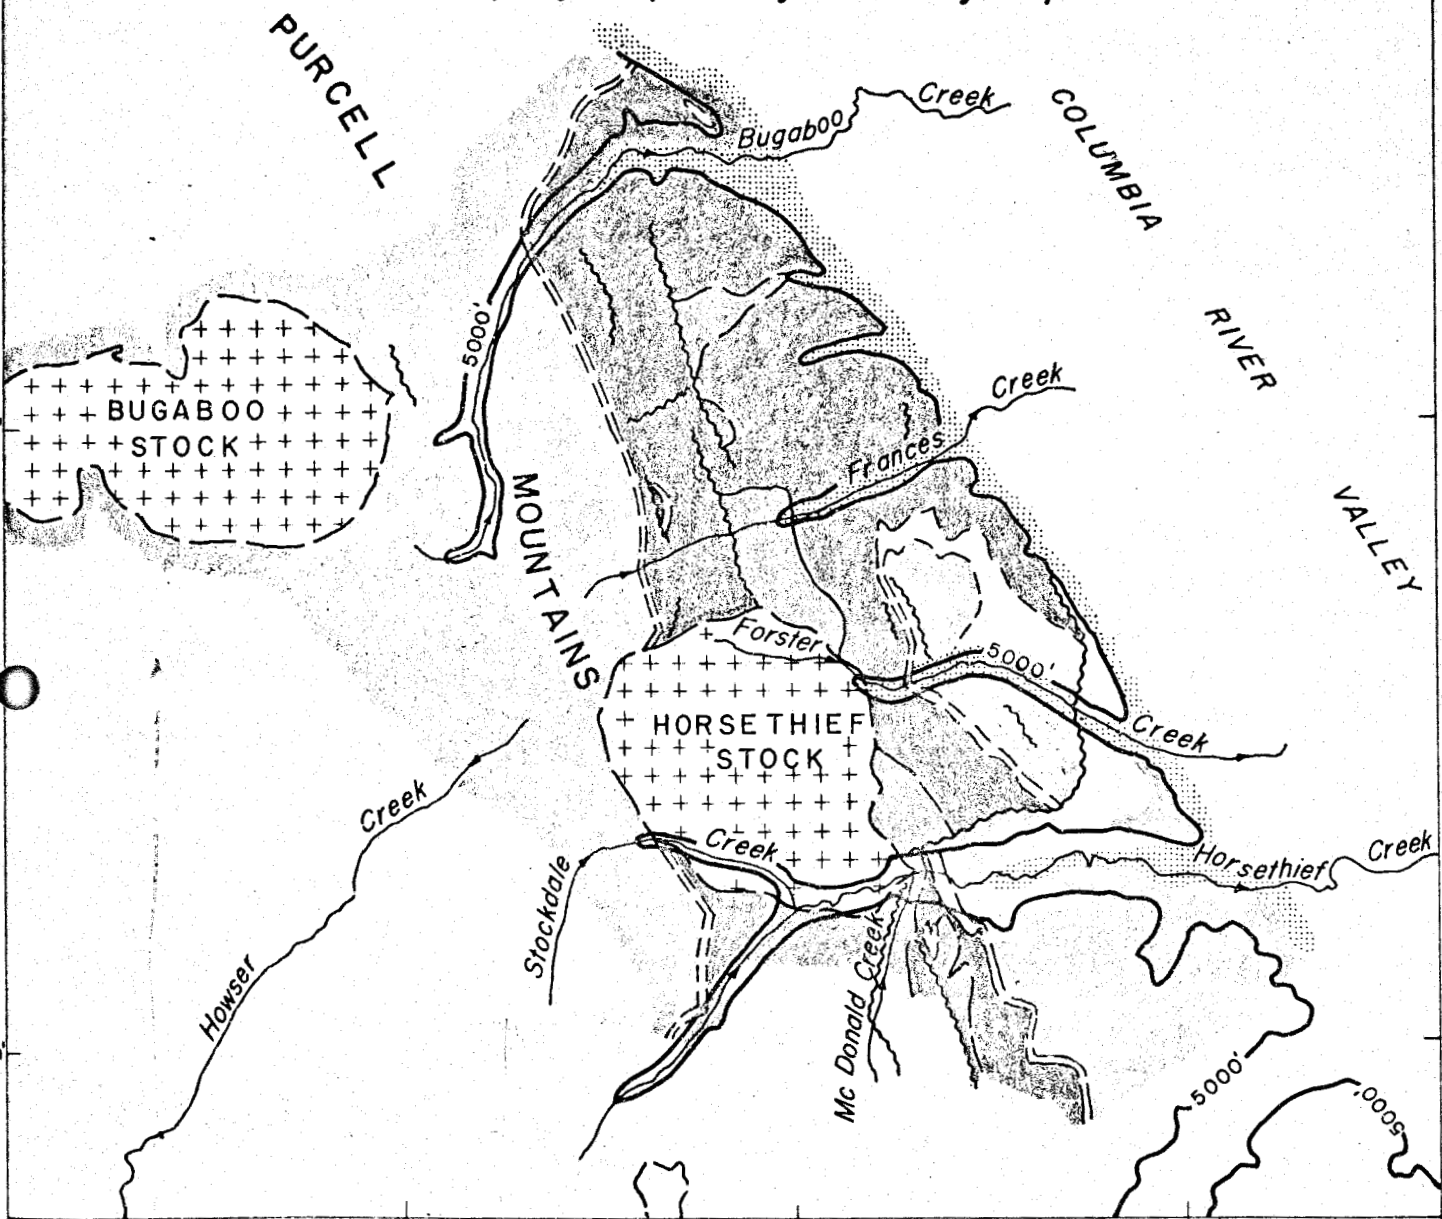 PURCELL
Creek
Bugaboo
COLUMBIA
RIVER
VALLEY
5000'
BUGABOO
STOCK
Creek
Frances
MOUNTAINS
Forster
5000'
HORSETHIEF
STOCK
Creek
Creek
Creek
Stockdale
Horsethief
Creek
Howser
Mc Donald Creek
5000'
5000'